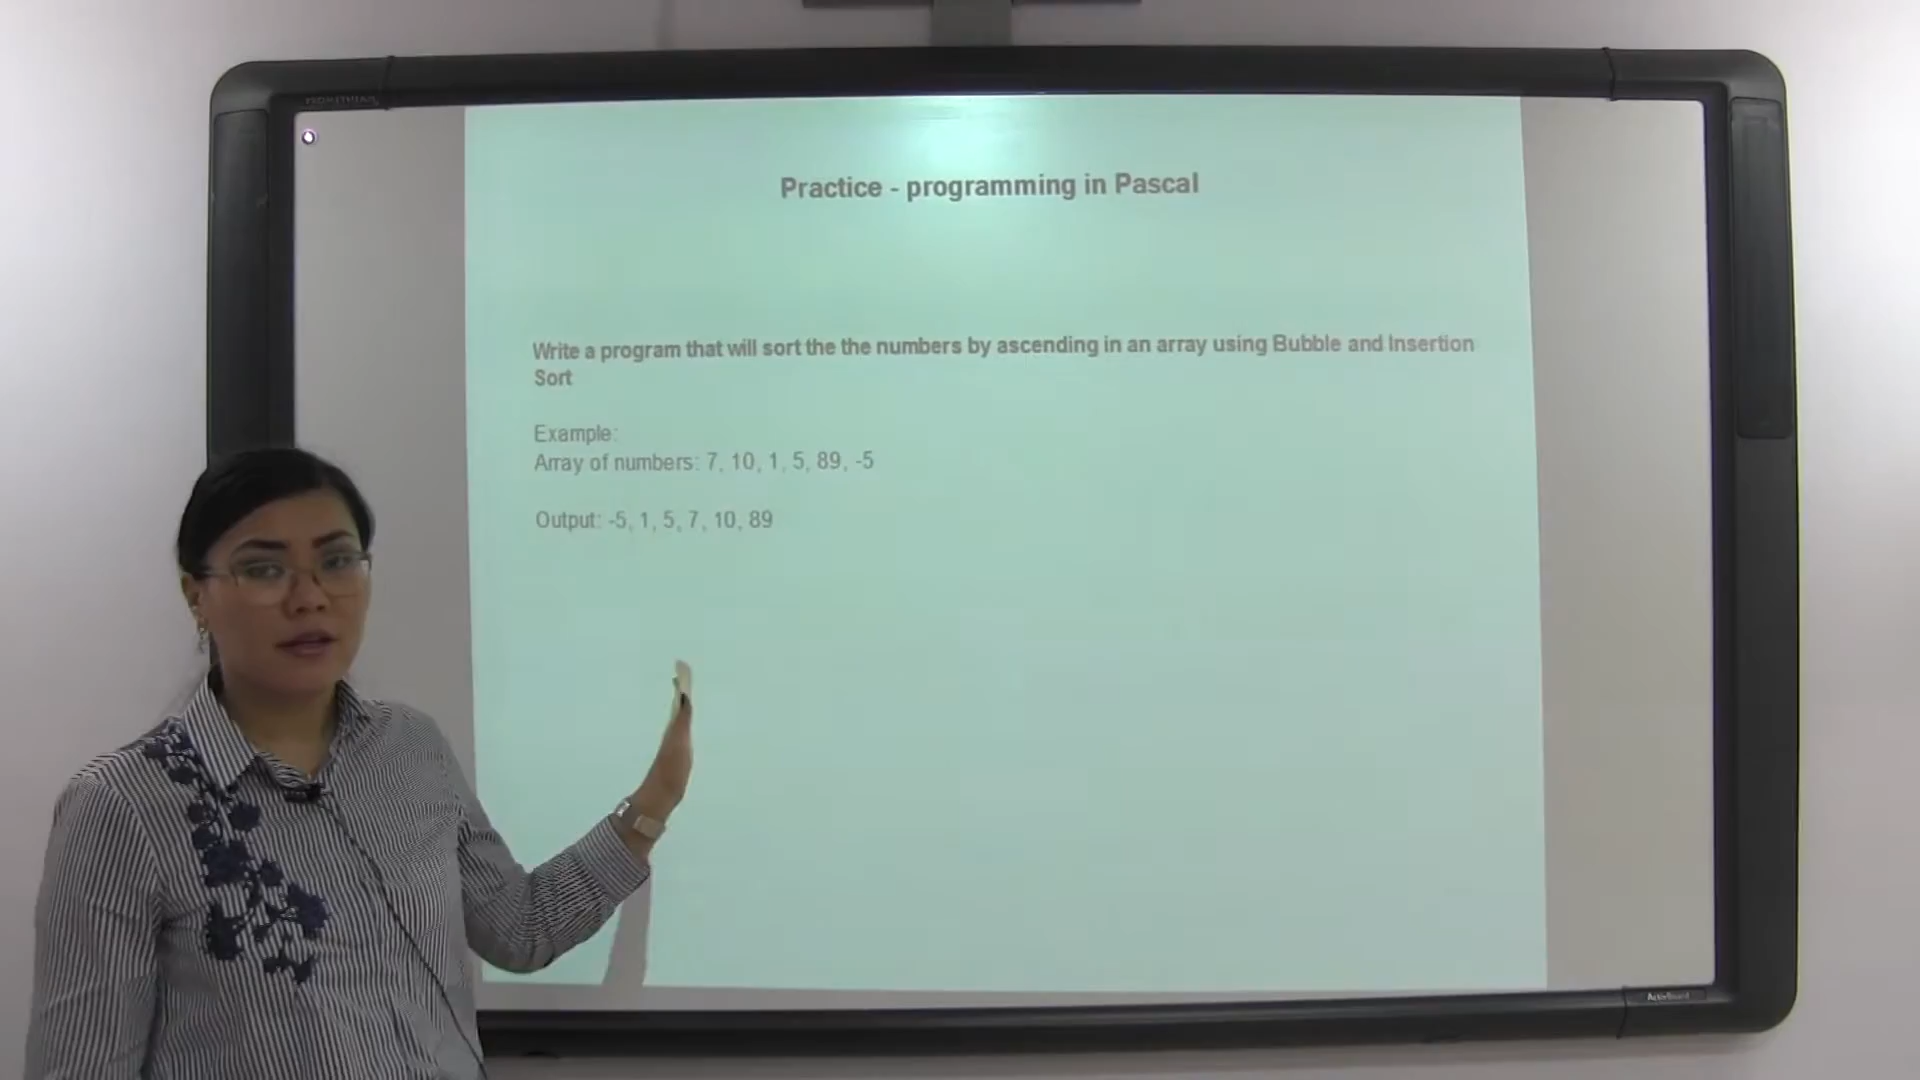 PROMETHEAN
Practice - programming in Pascal
Write a program that will sort the the numbers by ascending in an array using Bubble and Insertion
Sort
Example:
Array of numbers: 7, 10, 1, 5, 89, -5
Output: -5, 1, 5, 7, 10, 89
ActivBoard